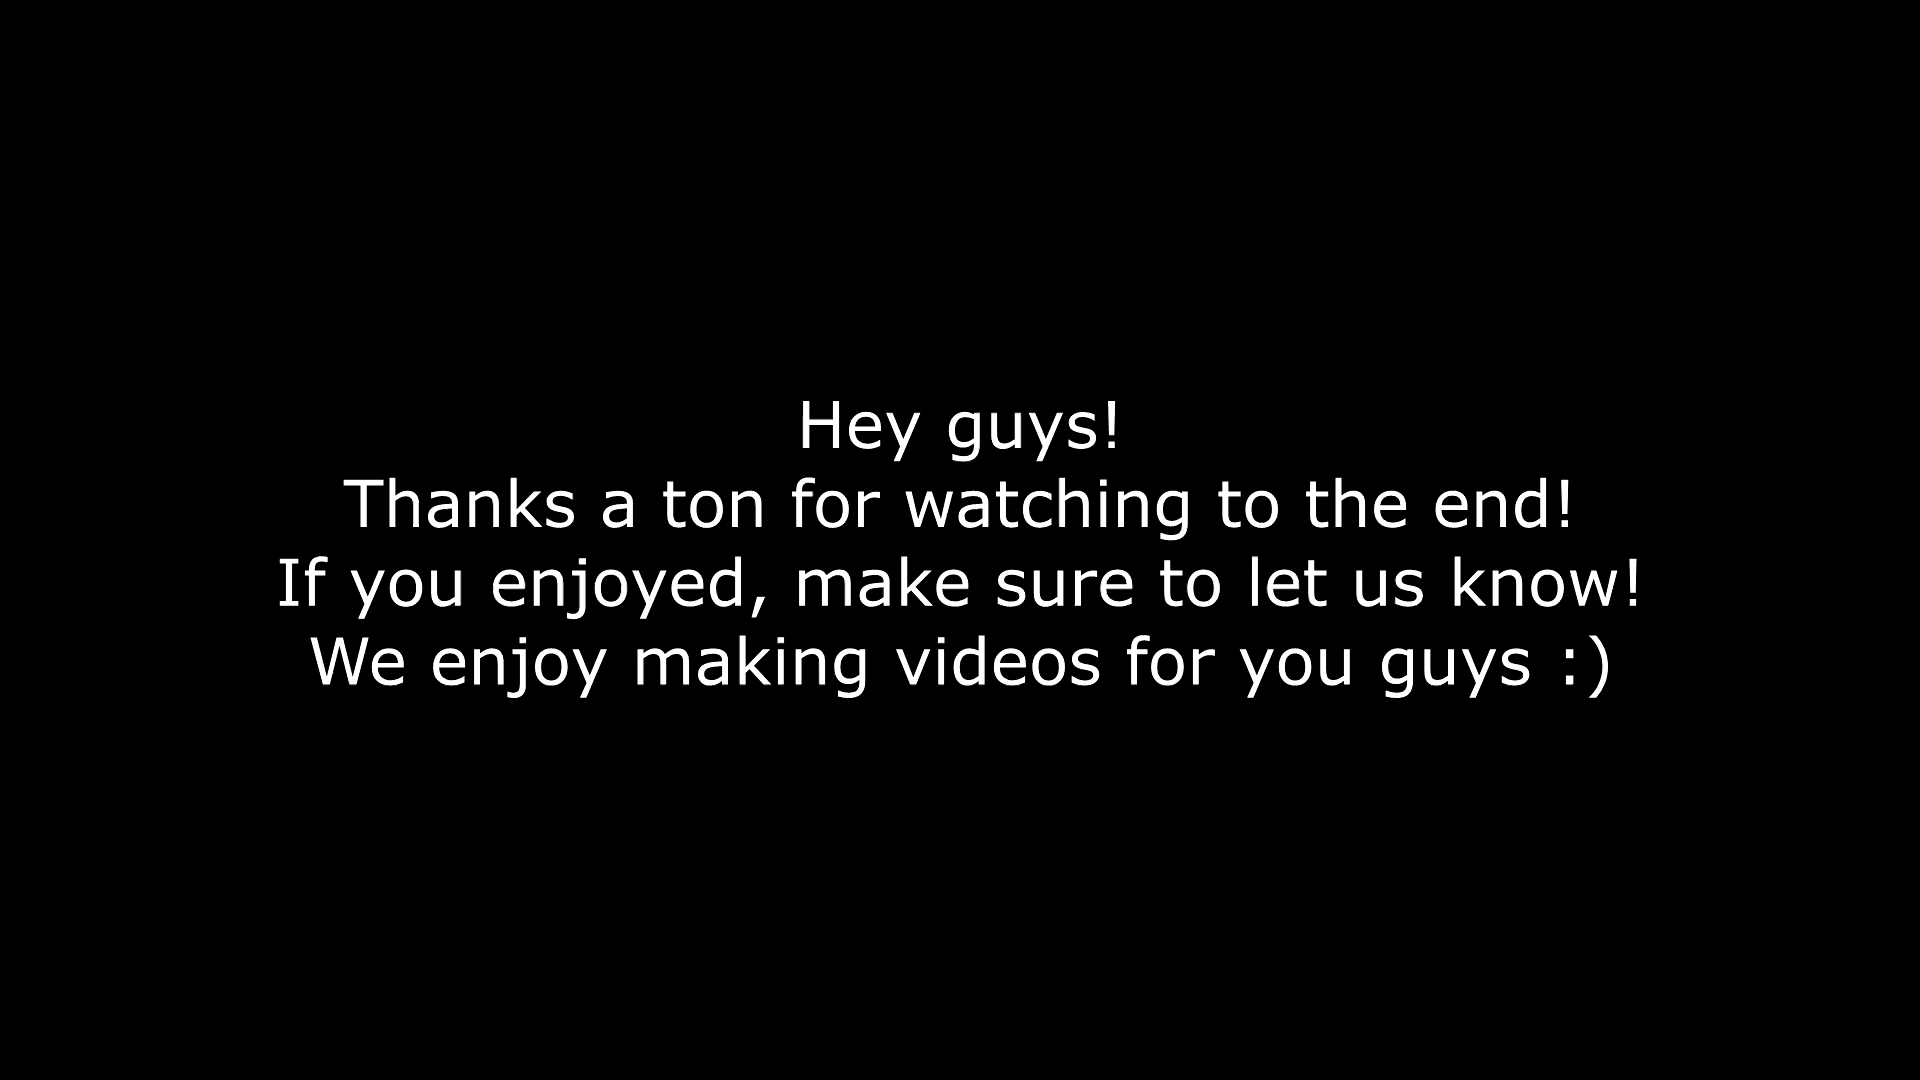 Hey guys!
Thanks a ton for watching to the end!
If you enjoyed, make sure to let us know!
We enjoy making videos for you guys :)